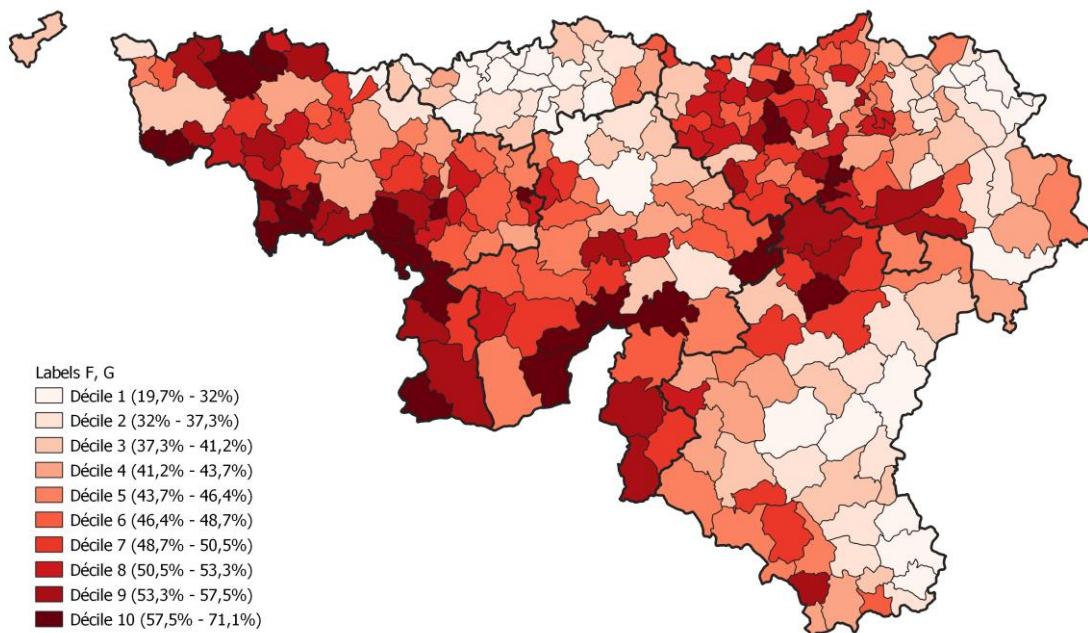 Labels F, G
Décile 1 (19,7% - 32%)
Décile 2 (32% - 37,3%)
Décile 3 (37,3% - 41,2%)
Décile 4 (41,2% - 43,7%)
Décile 5 (43,7% - 46,4%)
Décile 6 (46,4% - 48,7%)
Décile 7 (48,7% - 50,5%)
Décile 8 (50,5% - 53,3%)
Décile 9 (53,3% - 57,5%)
Décile 10 (57,5% - 71,1%)